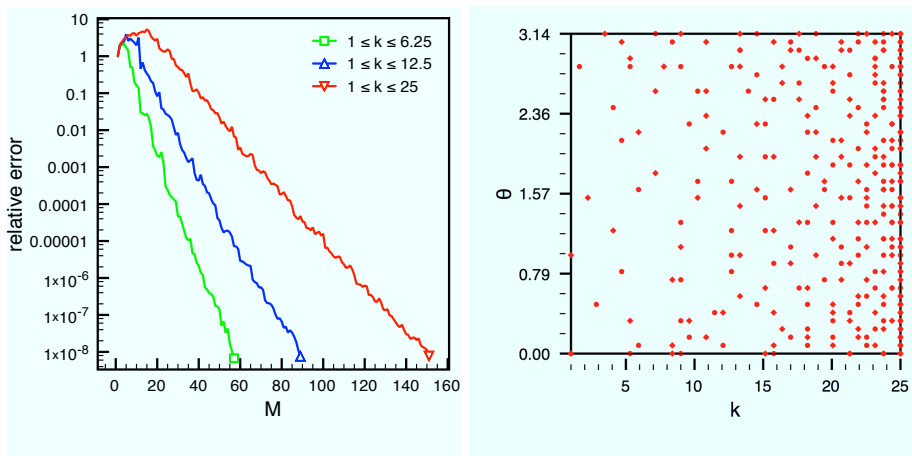 10
1
0.1
0.01
0.001
0.0001
0.00001
1×10⁻⁶
1×10⁻⁷
1×10⁻⁸
relative error
0 20 40 60 80 100 120 140 160
M
1 ≤ k ≤ 6.25
1 ≤ k ≤ 12.5
1 ≤ k ≤ 25
3.14
2.36
1.57
0.79
0.00
θ
5 10 15 20 25
k